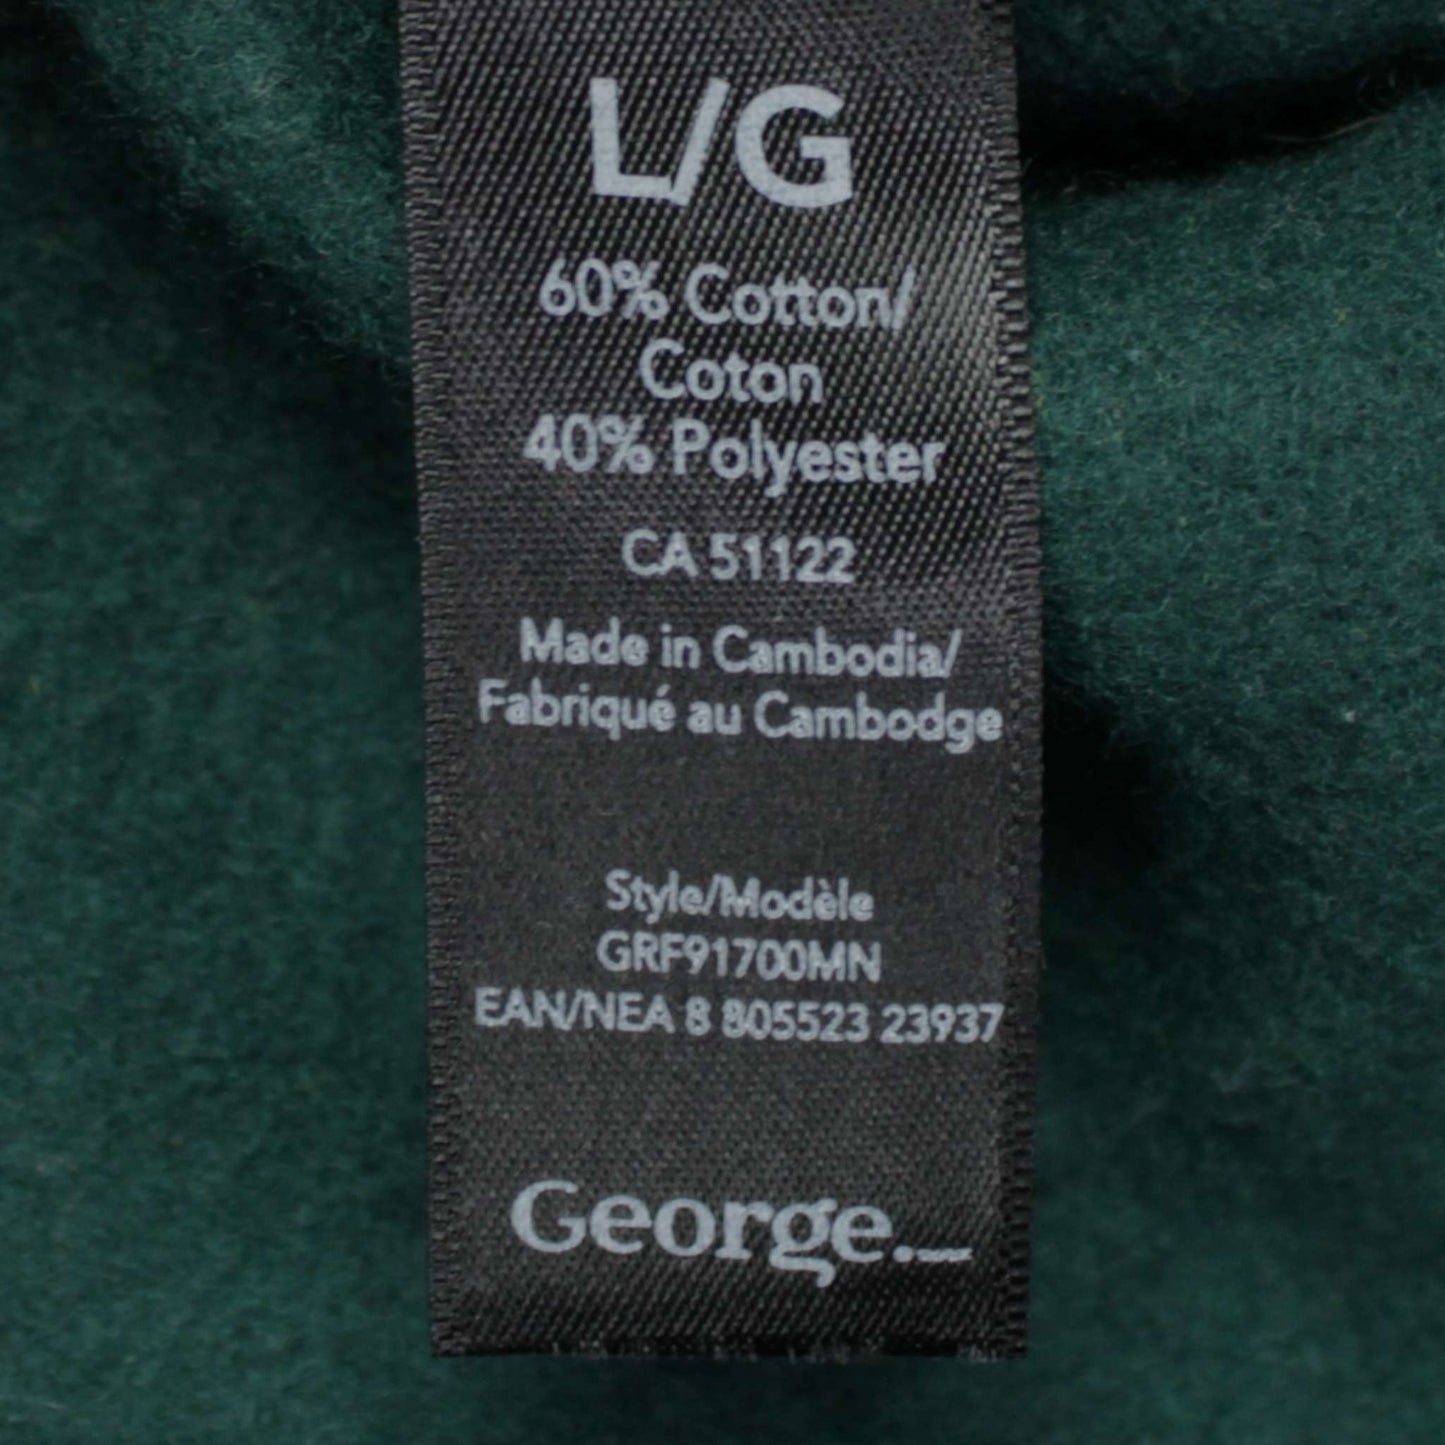 L/G
60% Cotton/
Coton
40% Polyester
CA 51122
Made in Cambodia/
Fabriqué au Cambodge
Style/Modèle
GRF91700MN
EAN/NEA 8 805523 23937
George.